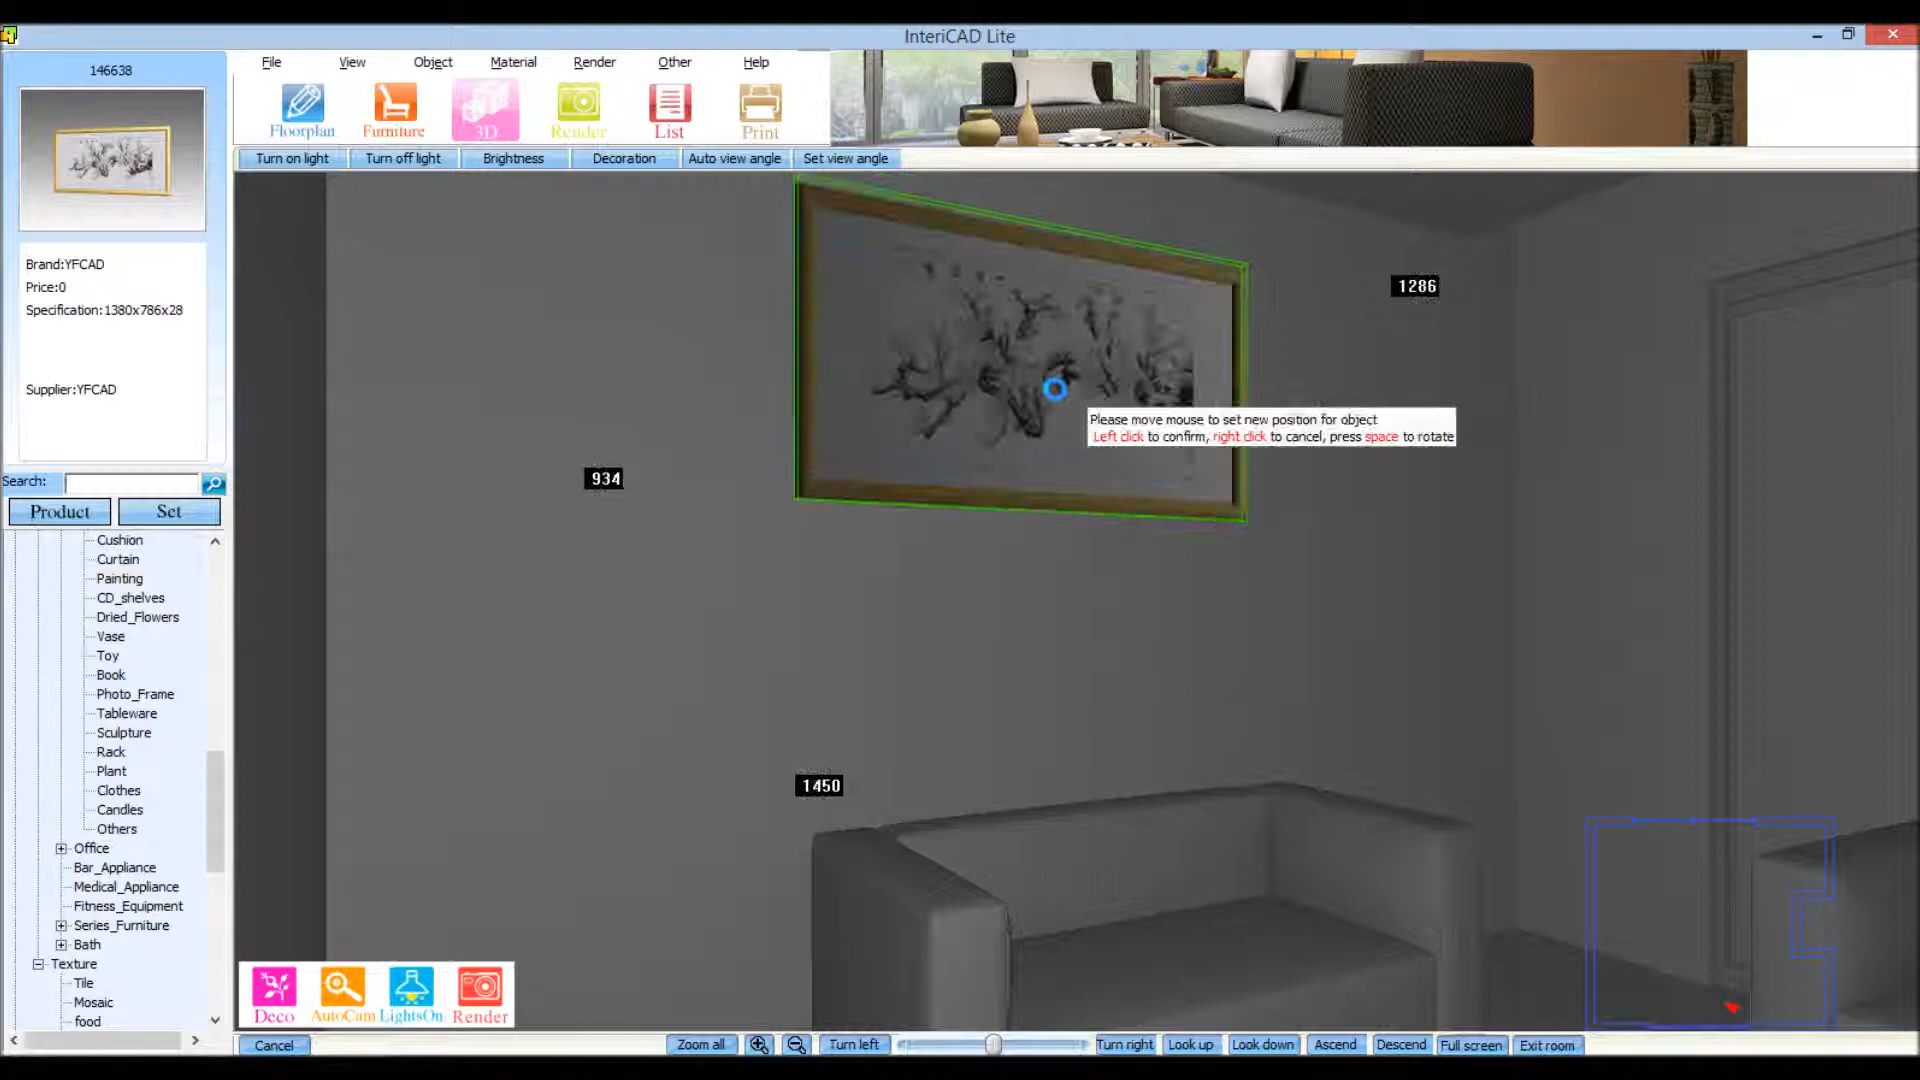 InteriCAD Lite
146638
File View Object Material Render Other Help
Floorplan Furniture 3D Render List Print
Turn on light Turn off light Brightness Decoration Auto view angle Set view angle
Brand:YFCAD
Price:0
Specification:1380x786x28
Supplier:YFCAD
1286
Please move mouse to set new position for object
Left click to confirm, right click to cancel, press space to rotate
934
Search:
Product Set
Cushion
Curtain
Painting
CD_shelves
Dried_Flowers
Vase
Toy
Book
Photo_Frame
Tableware
Sculpture
Rack
Plant
Clothes
Candles
Others
Office
Bar_Appliance
Medical_Appliance
Fitness_Equipment
Series_Furniture
Bath
Texture
Tile
Mosaic
food
1450
Deco AutoCam LightsOn Render
Cancel Zoom all Turn left Turn right Look up Look down Ascend Descend Full screen Exit room